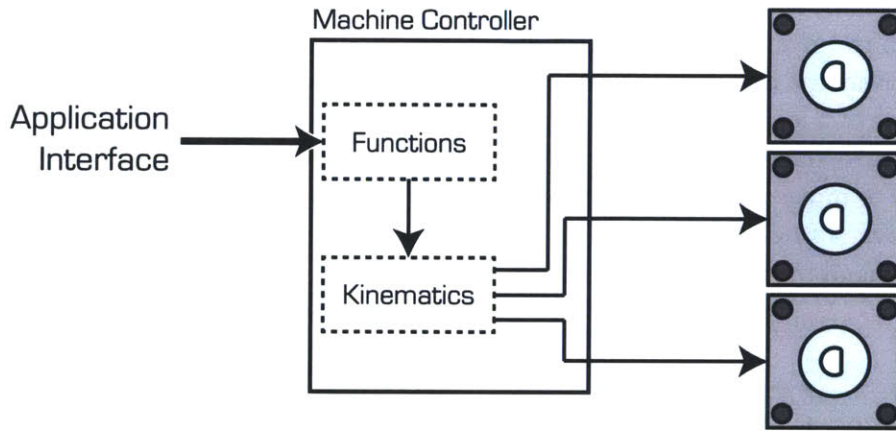 Machine Controller
Application
Interface
Functions
Kinematics